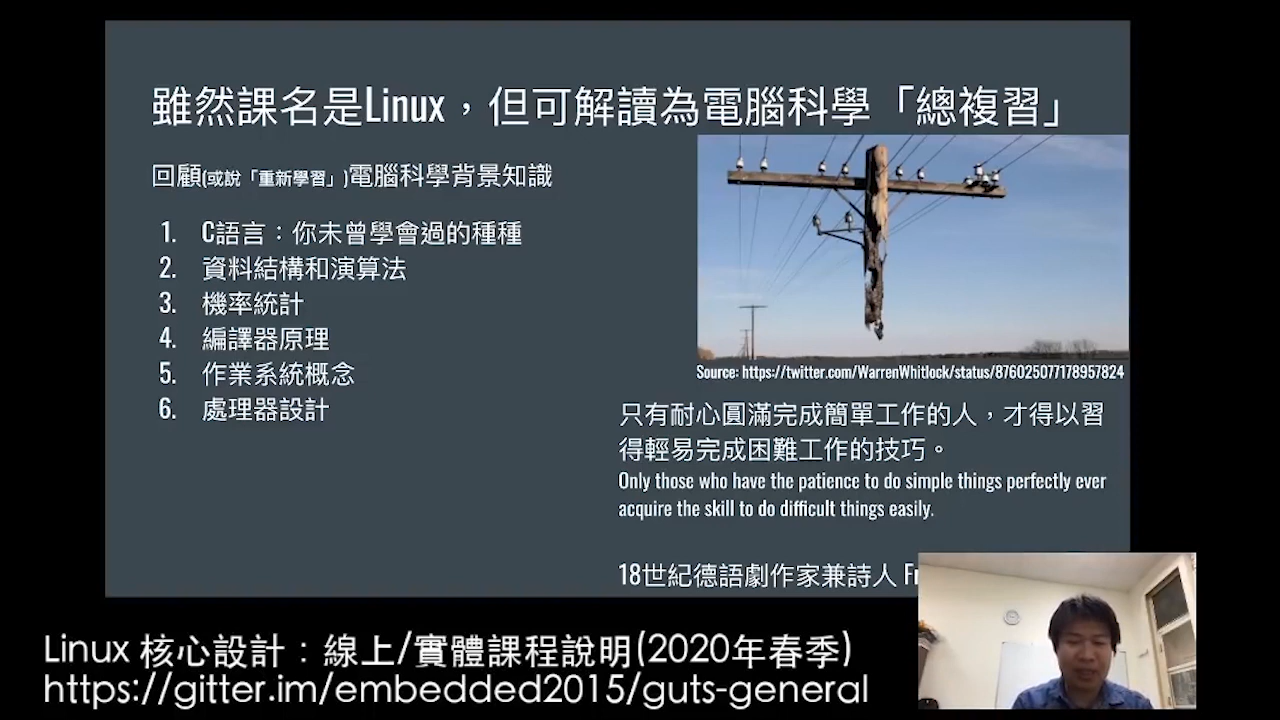 雖然課名是Linux，但可解讀為電腦科學「總複習」
回顧(或說「重新學習」)電腦科學背景知識
1. C語言：你未曾學會過的種種
2. 資料結構和演算法
3. 機率統計
4. 編譯器原理
5. 作業系統概念
6. 處理器設計
Source: https://twitter.com/WarrenWhitlock/status/876025077178957824
只有耐心圓滿完成簡單工作的人，才得以習
得輕易完成困難工作的技巧。
Only those who have the patience to do simple things perfectly ever
acquire the skill to do difficult things easily.
18世紀德語劇作家兼詩人
Linux 核心設計：線上/實體課程說明(2020年春季)
https://gitter.im/embedded2015/guts-general